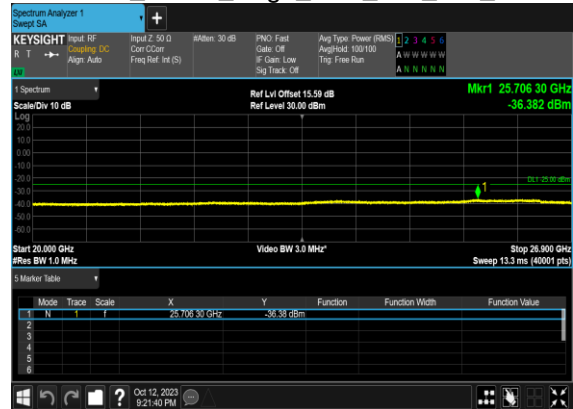 Spectrum Analyzer 1
Swept SA
+
KEYSIGHT Input: RF Input Z: 50 Ω #Atten: 30 dB PNO: Fast Avg Type: Power (RMS) 1 2 3 4 5 6
R T Coupling: DC Corr CCorr Gate: Off Avg|Hold: 100/100 A W W W W W
Align: Auto Freq Ref: Int (S) IF Gain: Low Trig: Free Run
LW Sig Track: Off A N N N N N
1 Spectrum Ref Lvl Offset 15.59 dB Mkr1 25.706 30 GHz
Scale/Div 10 dB Ref Level 30.00 dBm -36.382 dBm
Log
20.0
10.0
0.00
-10.0
-20.0 DL1 -25.00 dBm
-30.0 1
-40.0
-50.0
-60.0
Start 20.000 GHz Video BW 3.0 MHz* Stop 26.900 GHz
#Res BW 1.0 MHz Sweep 13.3 ms (40001 pts)
5 Marker Table
Mode Trace Scale X Y Function Function Width Function Value
1 N 1 f 25.706 30 GHz -36.38 dBm
2
3
4
5
6
? Oct 12, 2023
9:21:40 PM